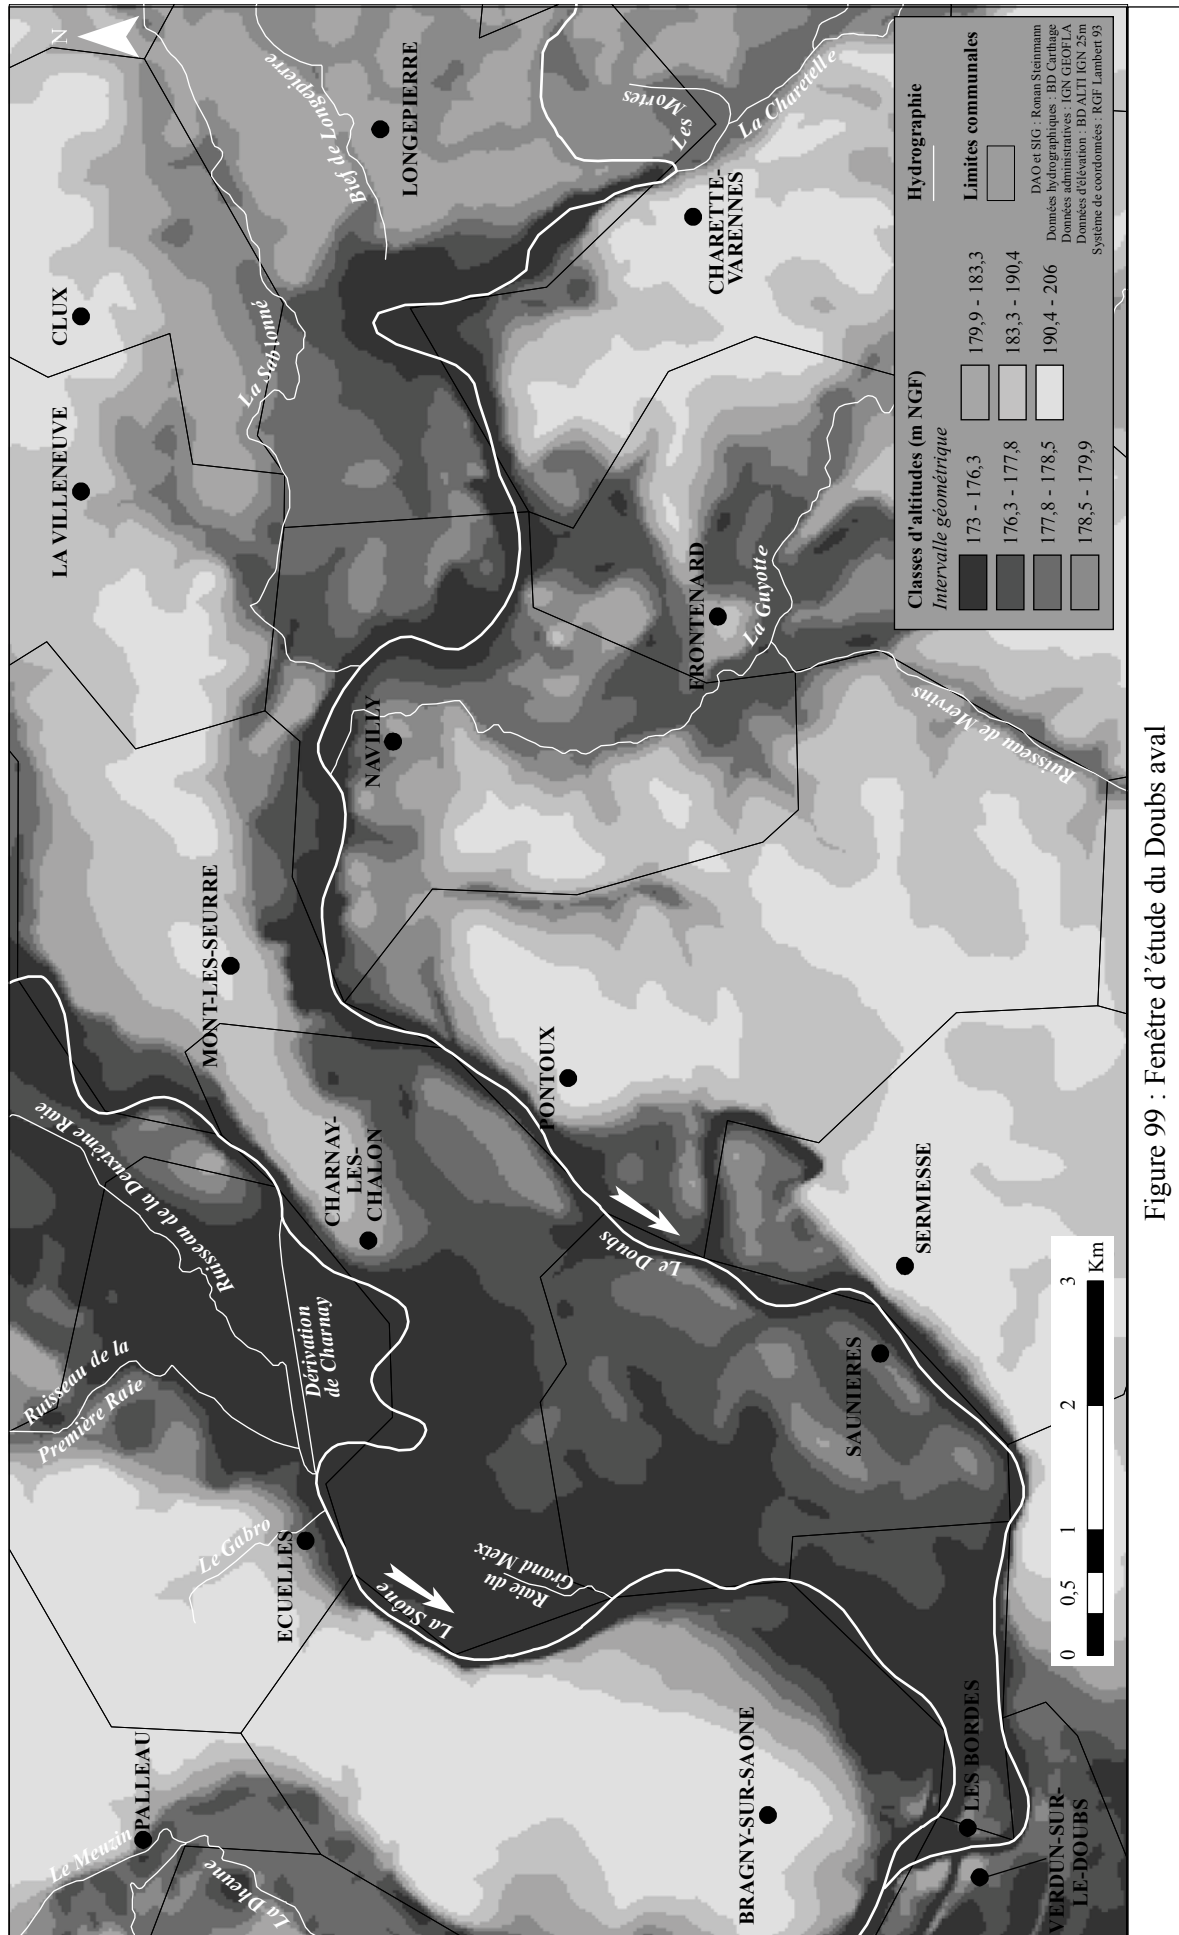 N
CLUX
LA VILLENEUVE
La Sablonné
Bief de Longepierre
LONGEPIERRE
Les
Mortes
La Charetelle
CHARETTE-
VARENNES
FRONTENARD
La Guyotte
Ruisseau de Mervins
NAVILLY
MONT-LES-SEURRE
PONTOUX
CHARNAY-
LES-
CHALON
Ruisseau de la Deuxième Raie
Ruisseau de la
Première Raie
Dérivation
de Charnay
Le Doubs
SERMESSE
SAUNIERES
ECUELLES
Le Gabro
La Saône
Raie du
Grand Meix
PALLEAU
Le Meuzin
La Dheune
BRAGNY-SUR-SAONE
LES BORDES
VERDUN-SUR-
LE-DOUBS
0
0,5
1
2
3
Km
Classes d'altitudes (m NGF)
Intervalle géométrique
173 - 176,3
176,3 - 177,8
177,8 - 178,5
178,5 - 179,9
179,9 - 183,3
183,3 - 190,4
190,4 - 206
Hydrographie
Limites communales
DAO et SIG : Ronan Steinmann
Données hydrographiques : BD Carthage
Données administratives : IGN GEOFLA
Données d'élévation : BD ALTI IGN 25m
Système de coordonnées : RGF Lambert 93
Figure 99 : Fenêtre d'étude du Doubs aval